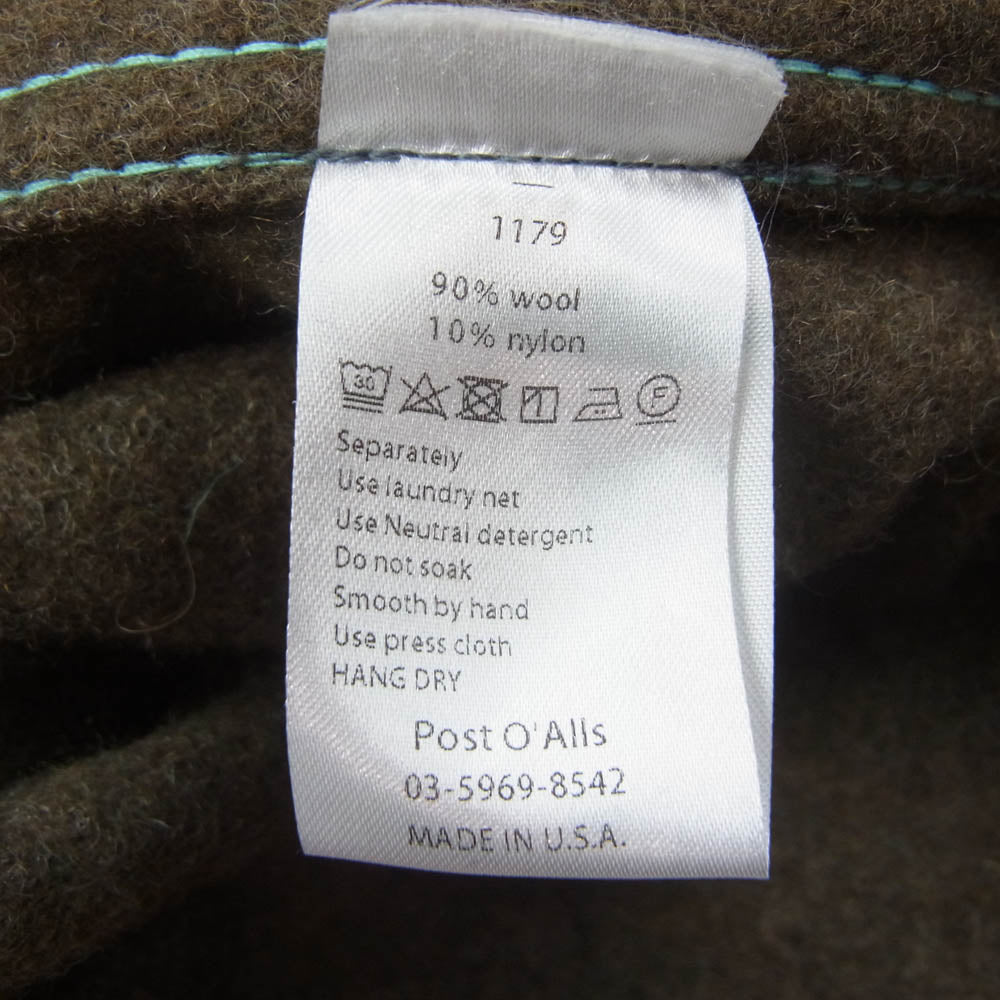 1179
90% wool
10% nylon
30 F
Separately
Use laundry net
Use Neutral detergent
Do not soak
Smooth by hand
Use press cloth
HANG DRY
Post O'Alls
03-5969-8542
MADE IN U.S.A.